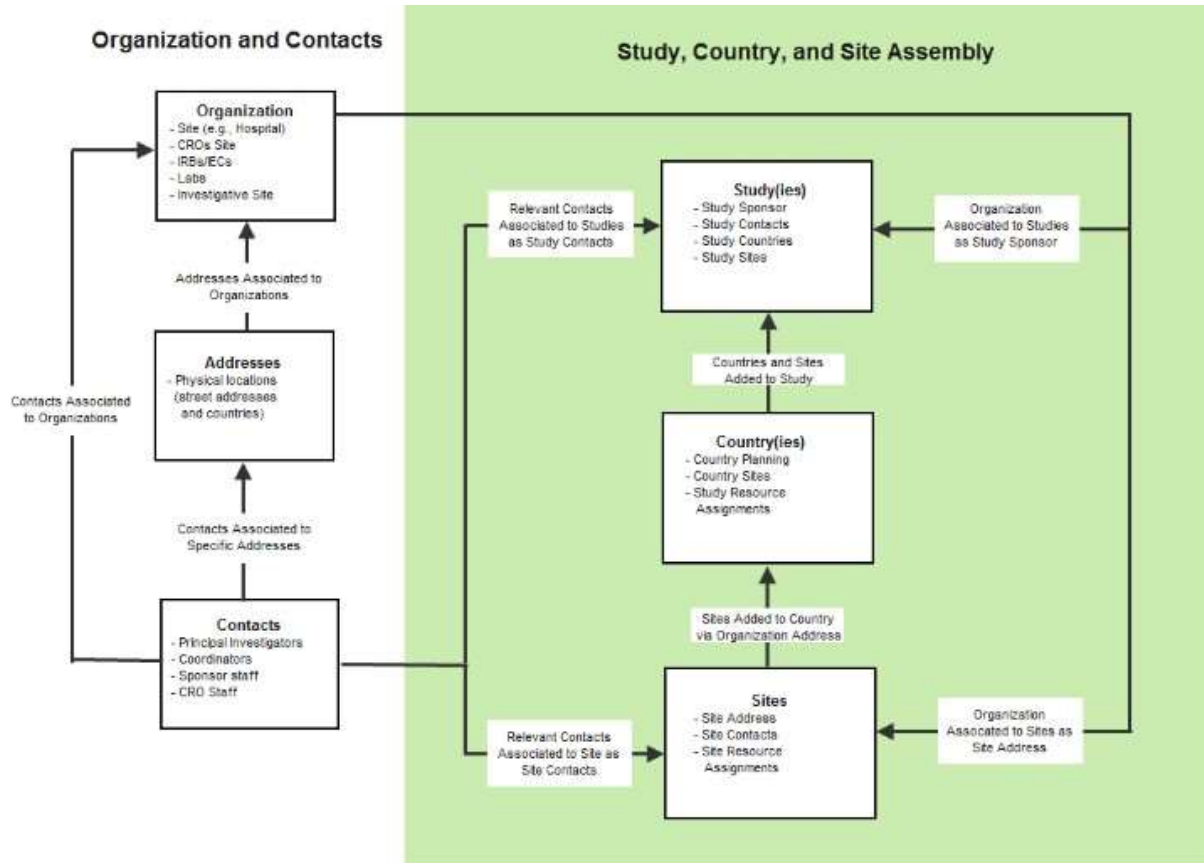 Organization and Contacts
Study, Country, and Site Assembly
Organization
- Site (e.g., Hospital)
- CROs Site
- IRBs/IECs
- Labs
- Investigative Site
Addresses Associated to
Organizations
Addresses
- Physical locations
(street addresses
and countries)
Contacts Associated
to Organizations
Contacts Associated to
Specific Addresses
Contacts
- Principal Investigators
- Coordinators
- Sponsor staff
- CRO Staff
Relevant Contacts
Associated to Studies
as Study Contacts
Study(ies)
- Study Sponsor
- Study Contacts
- Study Countries
- Study Sites
Organization
Associated to Studies
as Study Sponsor
Countries and Sites
Added to Study
Country(ies)
- Country Planning
- Country Sites
- Study Resource
Assignments
Sites Added to Country
via Organization Address
Relevant Contacts
Associated to Site as
Site Contacts
Sites
- Site Address
- Site Contacts
- Site Resource
Assignments
Organization
Assocated to Sites as
Site Address